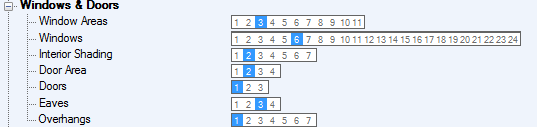 Windows & Doors
Window Areas 1 2 3 4 5 6 7 8 9 10 11
Windows 1 2 3 4 5 6 7 8 9 10 11 12 13 14 15 16 17 18 19 20 21 22 23 24
Interior Shading 1 2 3 4 5 6 7
Door Area 1 2 3 4
Doors 1 2 3
Eaves 1 2 3 4
Overhangs 1 2 3 4 5 6 7